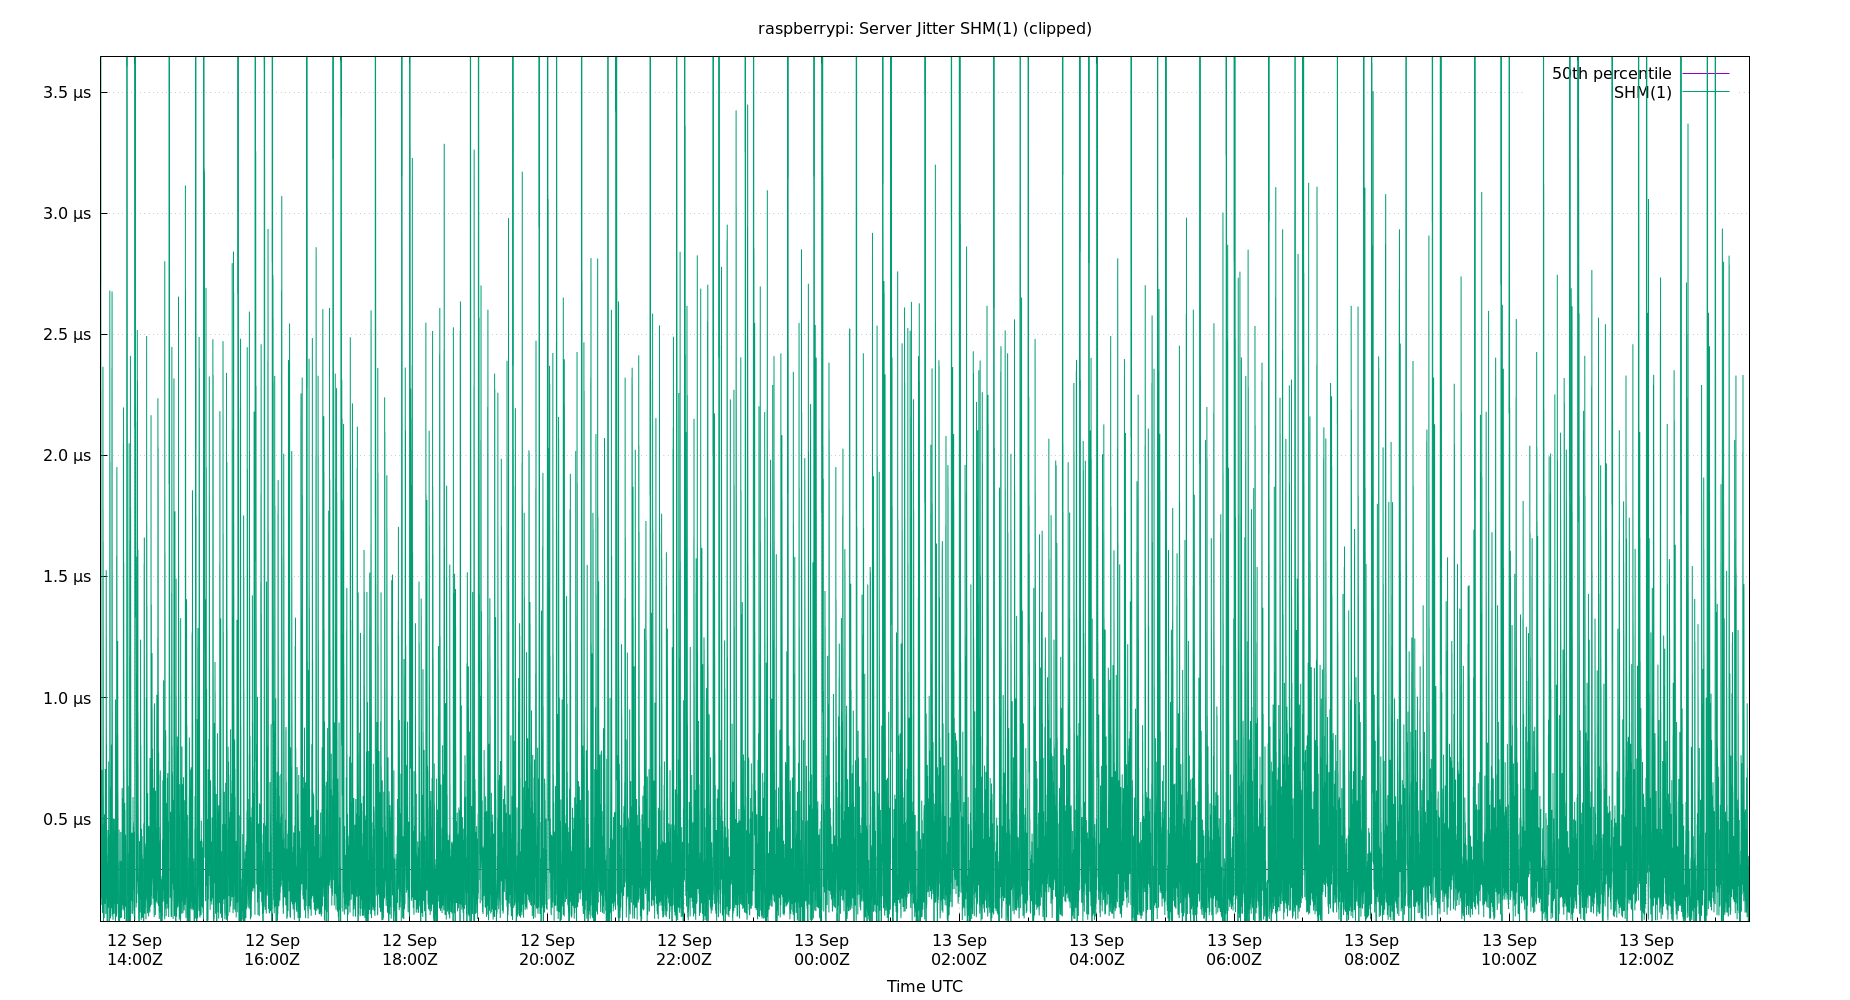 raspberrypi: Server Jitter SHM(1) (clipped)
50th percentile
SHM(1)
3.5 µs
3.0 µs
2.5 µs
2.0 µs
1.5 µs
1.0 µs
0.5 µs
12 Sep 12 Sep 12 Sep 12 Sep 12 Sep 13 Sep 13 Sep 13 Sep 13 Sep 13 Sep 13 Sep 13 Sep
14:00Z 16:00Z 18:00Z 20:00Z 22:00Z 00:00Z 02:00Z 04:00Z 06:00Z 08:00Z 10:00Z 12:00Z
Time UTC